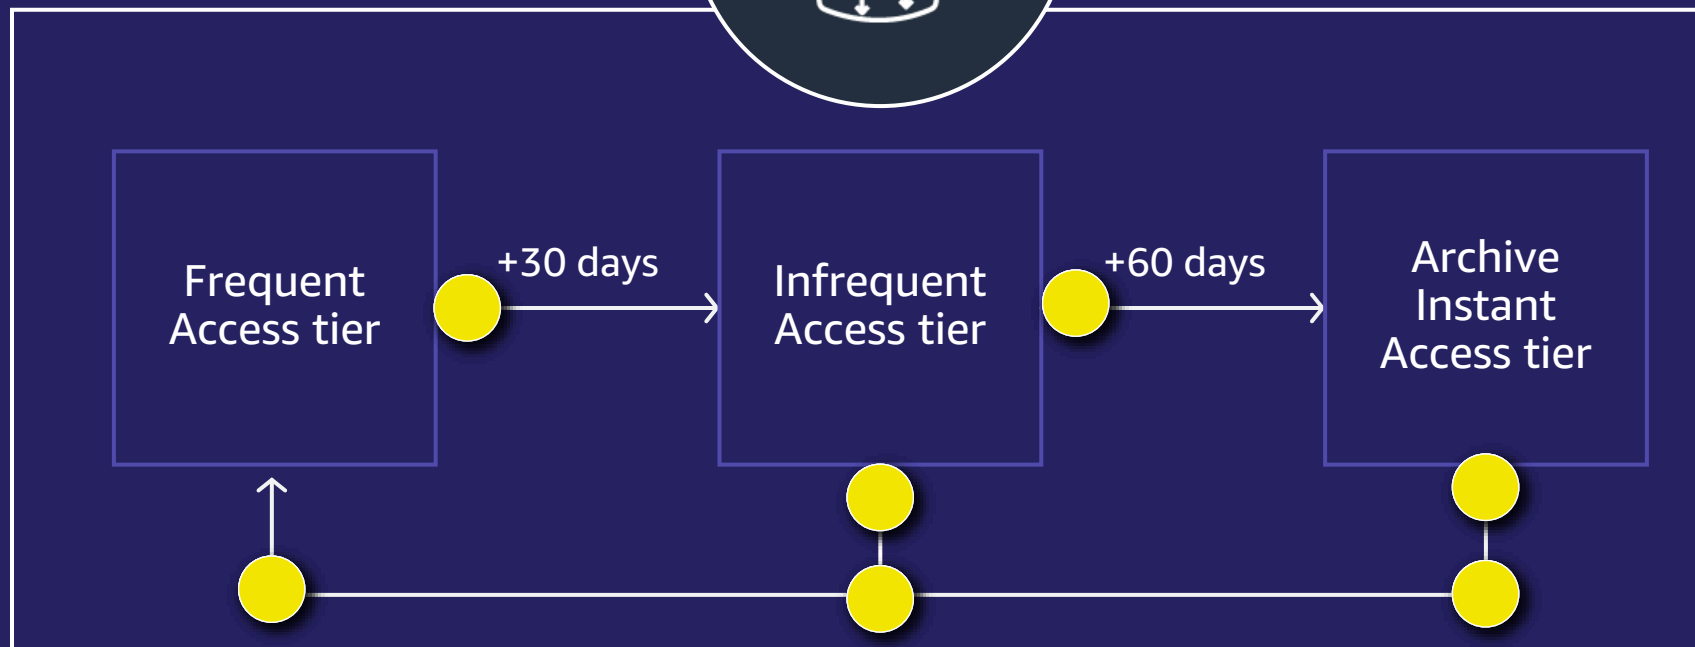 Frequent
Access tier
+30 days
Infrequent
Access tier
+60 days
Archive
Instant
Access tier